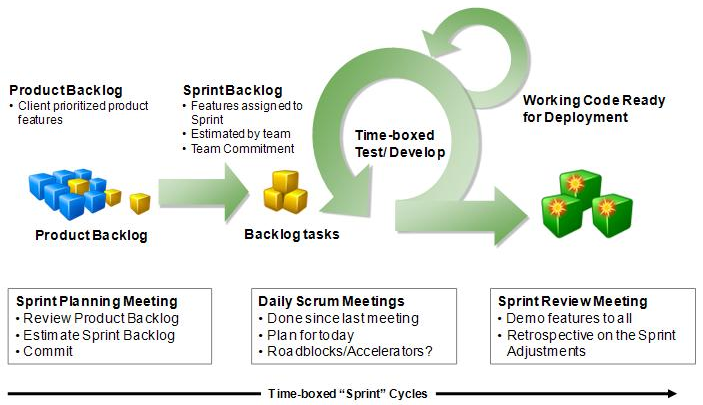 Product Backlog
• Client prioritized product
features
Sprint Backlog
• Features assigned to
Sprint
• Estimated by team
• Team Commitment
Time-boxed
Test/ Develop
Working Code Ready
for Deployment
Product Backlog
Backlog tasks
Sprint Planning Meeting
• Review Product Backlog
• Estimate Sprint Backlog
• Commit
Daily Scrum Meetings
• Done since last meeting
• Plan for today
• Roadblocks/Accelerators?
Sprint Review Meeting
• Demo features to all
• Retrospective on the Sprint
Adjustments
Time-boxed “Sprint” Cycles